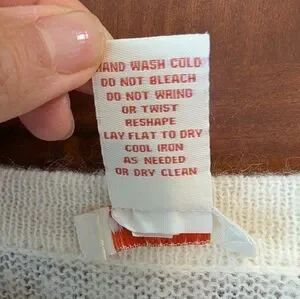 HAND WASH COLD
DO NOT BLEACH
DO NOT WRING
OR TWIST
RESHAPE
LAY FLAT TO DRY
COOL IRON
AS NEEDED
OR DRY CLEAN